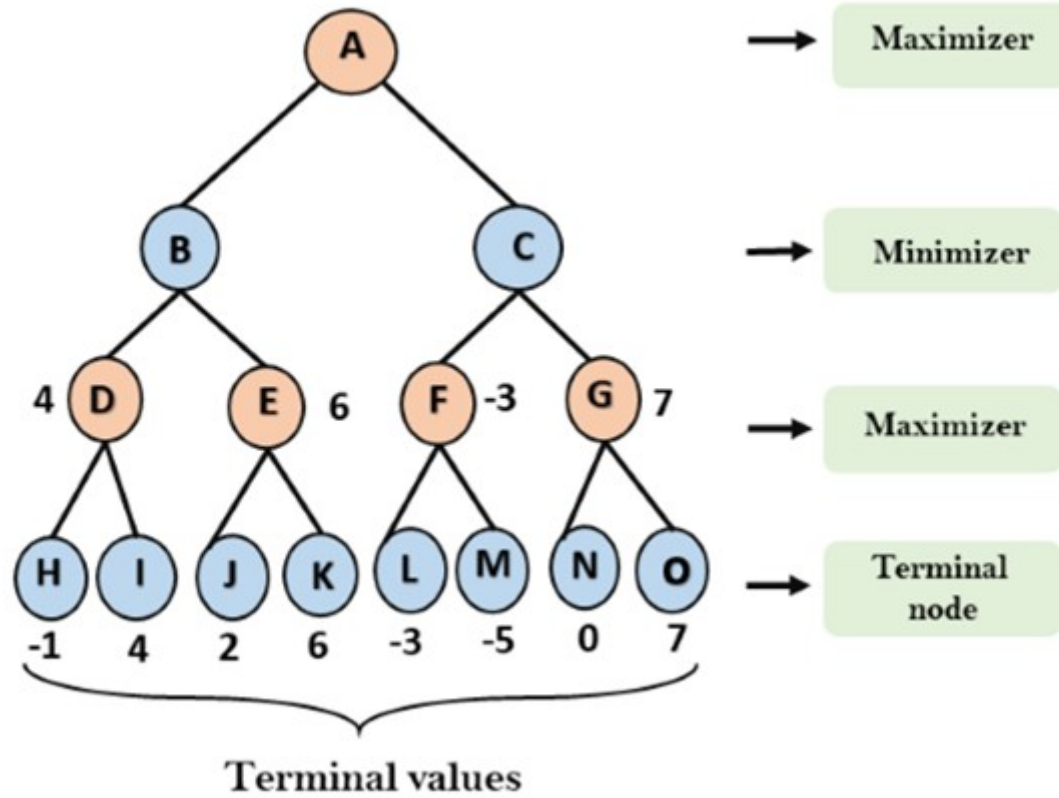 A
Maximizer
B
C
Minimizer
4 D
E 6
F -3
G 7
Maximizer
H I J K L M N O
Terminal
node
-1 4 2 6 -3 -5 0 7
Terminal values